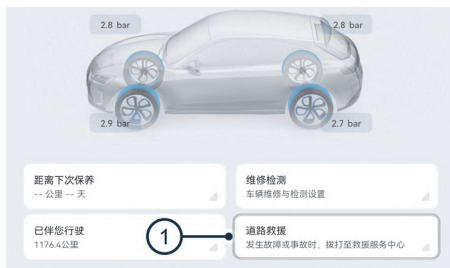 2.8 bar
2.8 bar
2.9 bar
2.7 bar
距离下次保养
-- 公里 -- 天
维修检测
车辆维修与检测设置
已伴您行驶
1176.4公里
1
道路救援
发生故障或事故时，拨打至救援服务中心